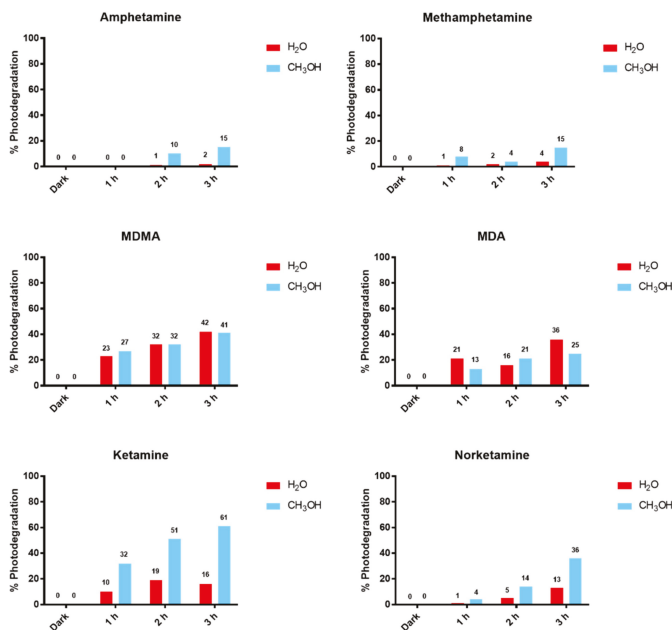 Amphetamine
% Photodegradation
100
80
60
40
20
0
0 0 0 0 1 10 2 15
Dark 1 h 2 h 3 h
H₂O
CH₃OH
Methamphetamine
% Photodegradation
100
80
60
40
20
0
0 0 1 8 2 4 4 15
Dark 1 h 2 h 3 h
H₂O
CH₃OH
MDMA
% Photodegradation
100
80
60
40
20
0
0 0 23 27 32 32 42 41
Dark 1 h 2 h 3 h
H₂O
CH₃OH
MDA
% Photodegradation
100
80
60
40
20
0
0 0 21 13 16 21 36 25
Dark 1 h 2 h 3 h
H₂O
CH₃OH
Ketamine
% Photodegradation
100
80
60
40
20
0
0 0 10 32 19 51 16 61
Dark 1 h 2 h 3 h
H₂O
CH₃OH
Norketamine
% Photodegradation
100
80
60
40
20
0
0 0 1 4 5 14 13 36
Dark 1 h 2 h 3 h
H₂O
CH₃OH